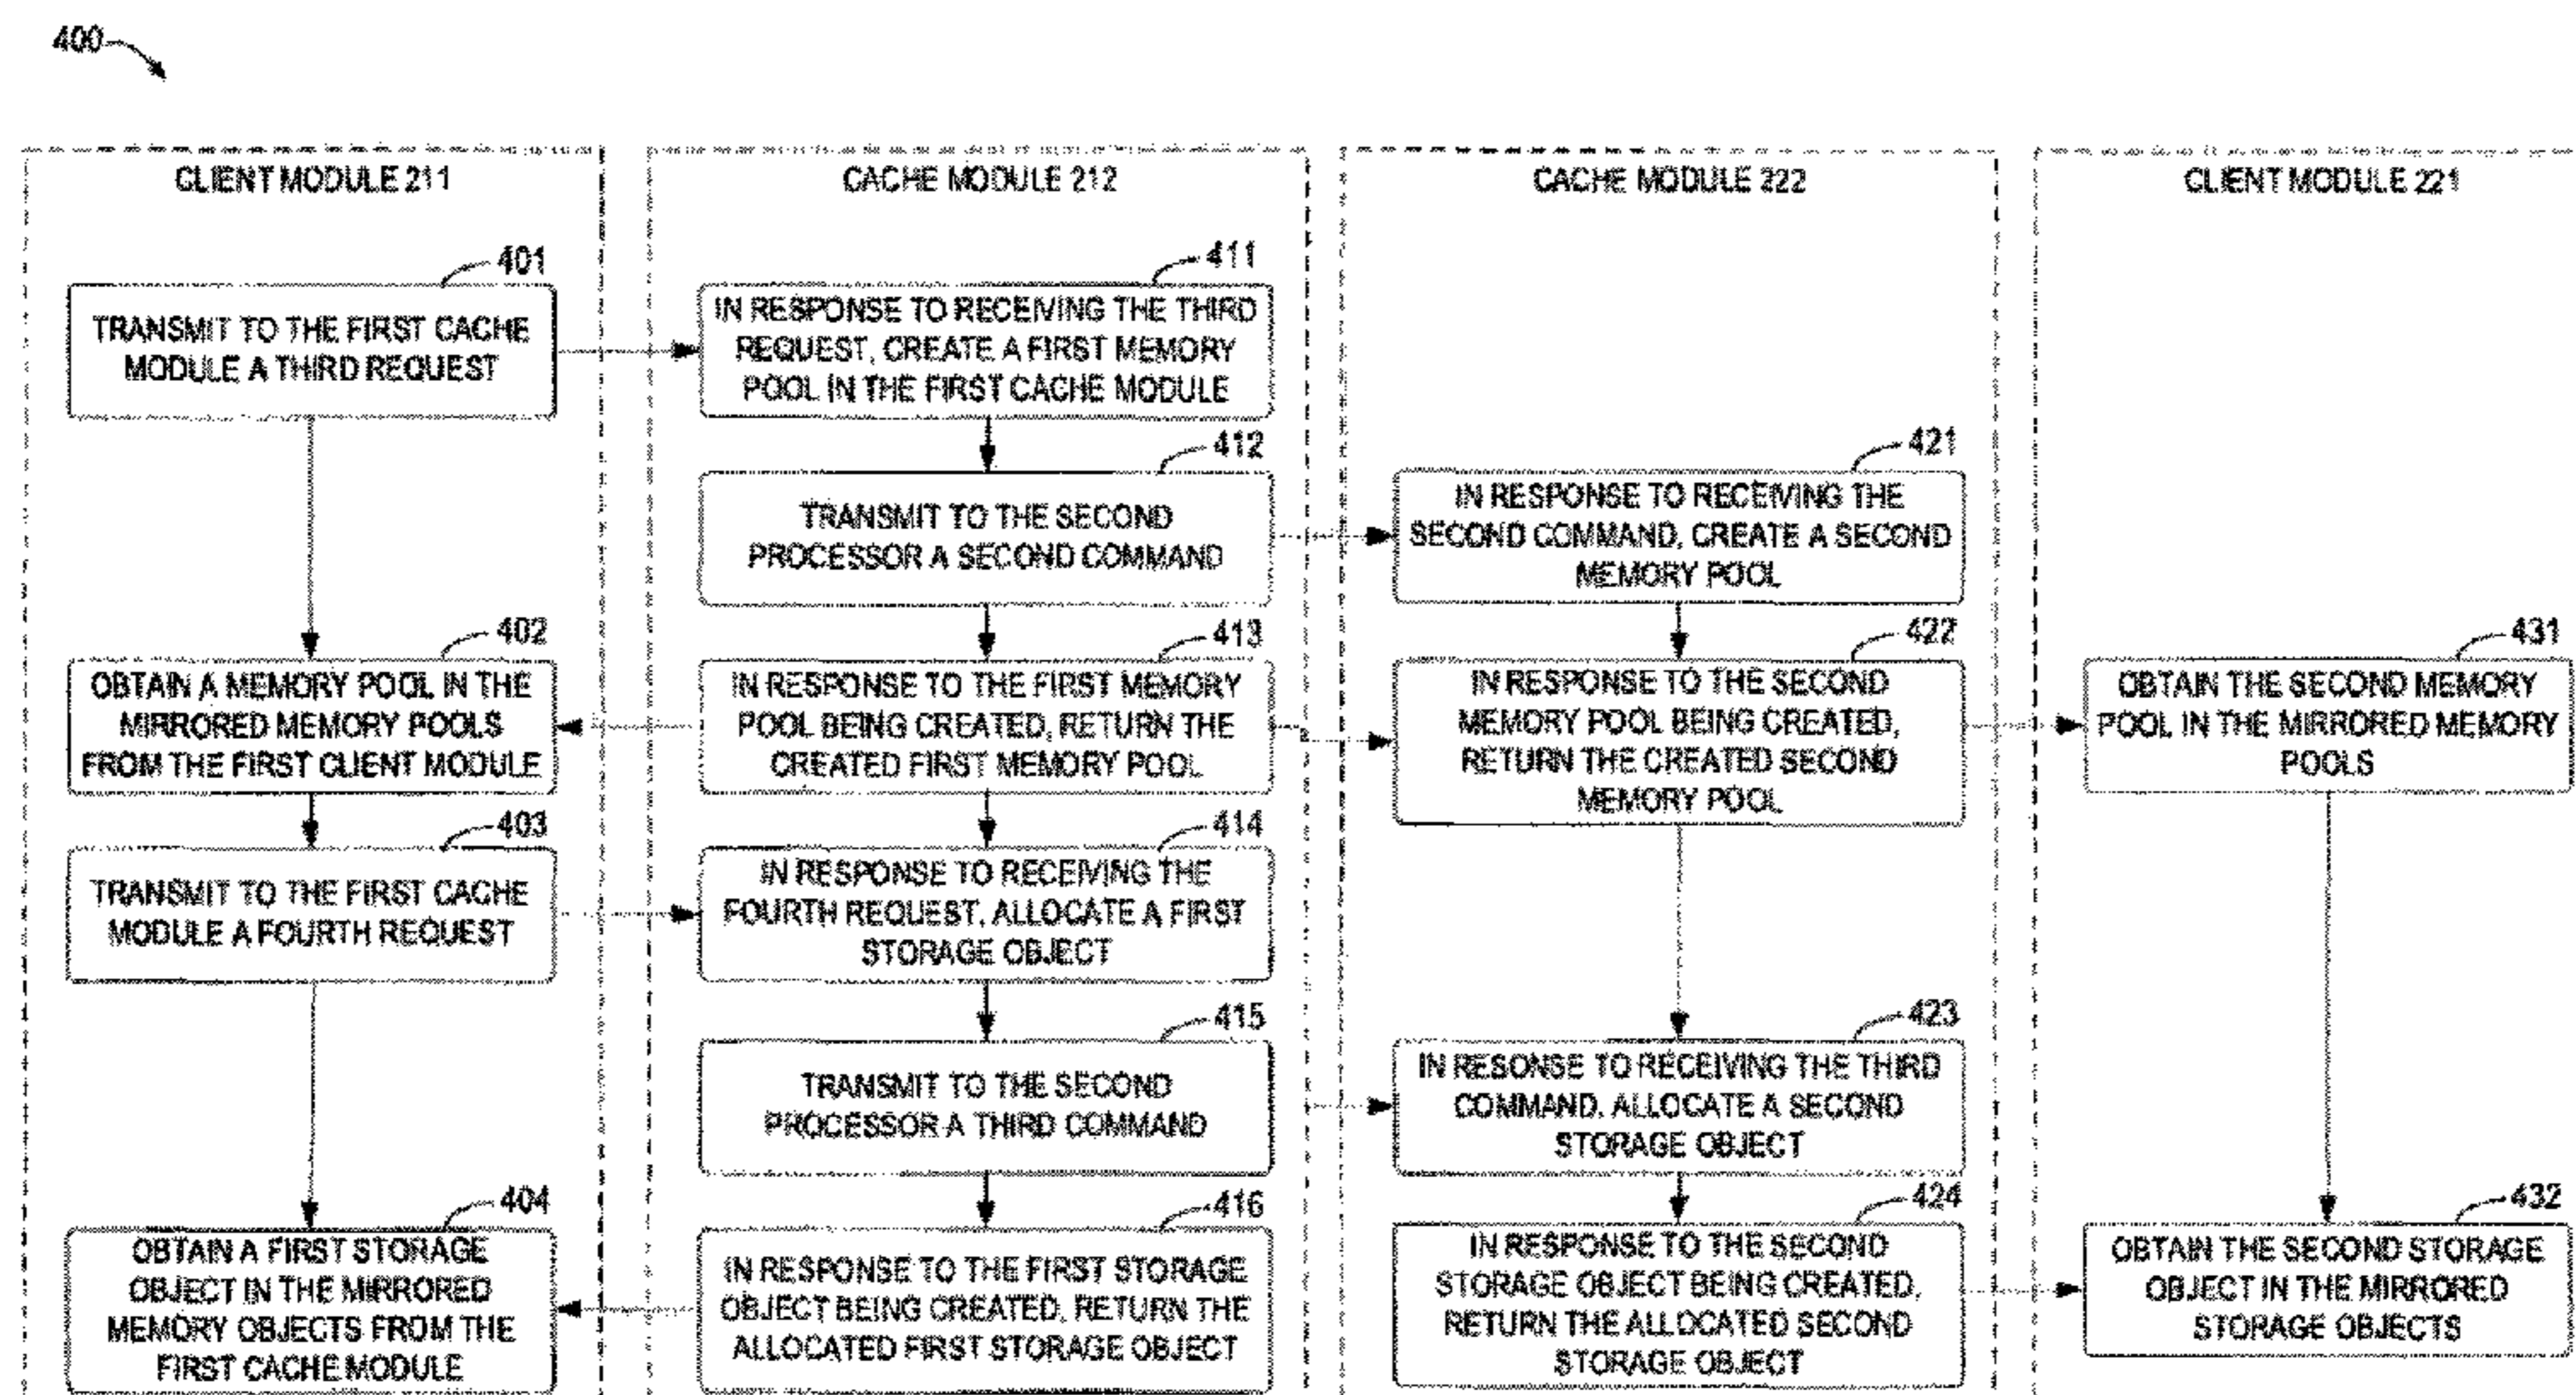 400
CLIENT MODULE 211
401
TRANSMIT TO THE FIRST CACHE
MODULE A THIRD REQUEST
402
OBTAIN A MEMORY POOL IN THE
MIRRORED MEMORY POOLS
FROM THE FIRST CLIENT MODULE
403
TRANSMIT TO THE FIRST CACHE
MODULE A FOURTH REQUEST
404
OBTAIN A FIRST STORAGE
OBJECT IN THE MIRRORED
MEMORY OBJECTS FROM THE
FIRST CACHE MODULE
CACHE MODULE 212
411
IN RESPONSE TO RECEIVING THE THIRD
REQUEST, CREATE A FIRST MEMORY
POOL IN THE FIRST CACHE MODULE
412
TRANSMIT TO THE SECOND
PROCESSOR A SECOND COMMAND
413
IN RESPONSE TO THE FIRST MEMORY
POOL BEING CREATED, RETURN THE
CREATED FIRST MEMORY POOL
414
IN RESPONSE TO RECEIVING THE
FOURTH REQUEST, ALLOCATE A FIRST
STORAGE OBJECT
415
TRANSMIT TO THE SECOND
PROCESSOR A THIRD COMMAND
416
IN RESPONSE TO THE FIRST STORAGE
OBJECT BEING CREATED, RETURN THE
ALLOCATED FIRST STORAGE OBJECT
CACHE MODULE 222
421
IN RESPONSE TO RECEIVING THE
SECOND COMMAND, CREATE A SECOND
MEMORY POOL
422
IN RESPONSE TO THE SECOND
MEMORY POOL BEING CREATED,
RETURN THE CREATED SECOND
MEMORY POOL
423
IN RESONSE TO RECEIVING THE THIRD
COMMAND, ALLOCATE A SECOND
STORAGE OBJECT
424
IN RESPONSE TO THE SECOND
STORAGE OBJECT BEING CREATED,
RETURN THE ALLOCATED SECOND
STORAGE OBJECT
CLIENT MODULE 221
431
OBTAIN THE SECOND MEMORY
POOL IN THE MIRRORED MEMORY
POOLS
432
OBTAIN THE SECOND STORAGE
OBJECT IN THE MIRRORED
STORAGE OBJECTS